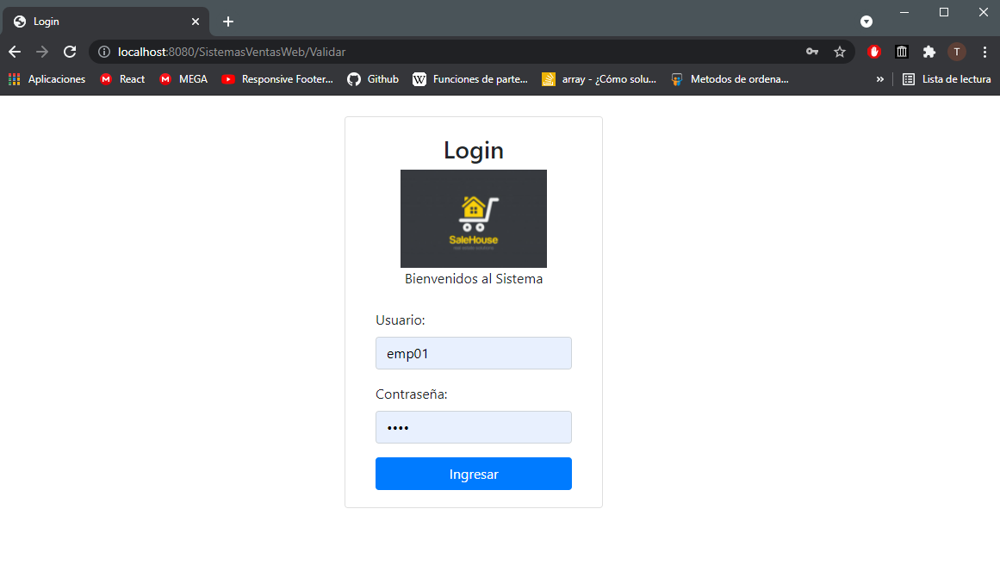 Login
localhost:8080/SistemasVentasWeb/Validar
T
Aplicaciones React MEGA Responsive Footer... Github Funciones de parte... array - ¿Cómo solu... Metodos de ordena... » Lista de lectura
Login
SaleHouse
Bienvenidos al Sistema
Usuario:
emp01
Contraseña:
••••
Ingresar